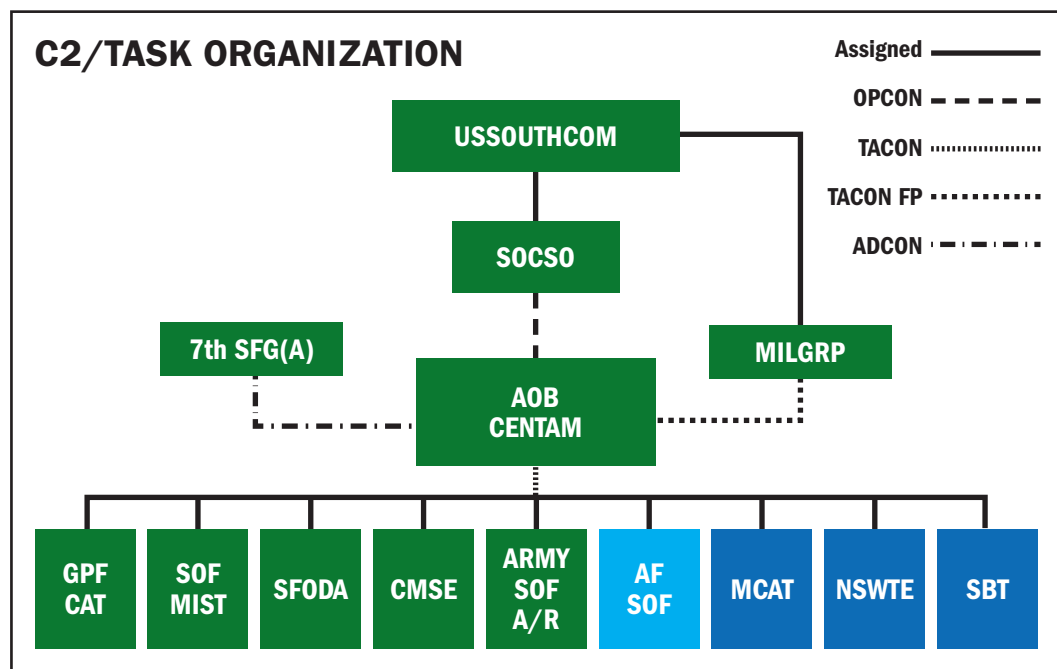 C2/TASK ORGANIZATION
Assigned
OPCON
TACON
TACON FP
ADCON
USSOUTHCOM
SOCSO
7th SFG(A)
MILGRP
AOB
CENTAM
GPF
CAT
SOF
MIST
SFODA
CMSE
ARMY
SOF
A/R
AF
SOF
MCAT
NSWTE
SBT